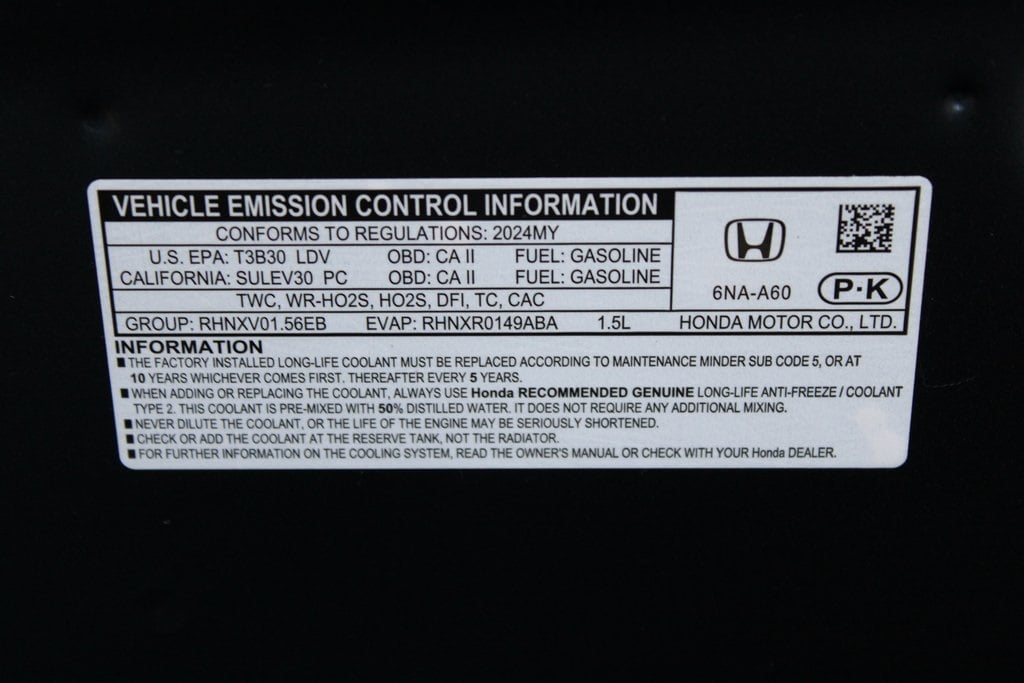 VEHICLE EMISSION CONTROL INFORMATION
CONFORMS TO REGULATIONS: 2024MY
U.S. EPA: T3B30 LDV OBD: CA II FUEL: GASOLINE
CALIFORNIA: SULEV30 PC OBD: CA II FUEL: GASOLINE
TWC, WR-HO2S, HO2S, DFI, TC, CAC
6NA-A60 P·K
GROUP: RHNXV01.56EB EVAP: RHNXR0149ABA 1.5L HONDA MOTOR CO., LTD.
INFORMATION
■ THE FACTORY INSTALLED LONG-LIFE COOLANT MUST BE REPLACED ACCORDING TO MAINTENANCE MINDER SUB CODE 5, OR AT
10 YEARS WHICHEVER COMES FIRST. THEREAFTER EVERY 5 YEARS.
■ WHEN ADDING OR REPLACING THE COOLANT, ALWAYS USE Honda RECOMMENDED GENUINE LONG-LIFE ANTI-FREEZE / COOLANT
TYPE 2. THIS COOLANT IS PRE-MIXED WITH 50% DISTILLED WATER. IT DOES NOT REQUIRE ANY ADDITIONAL MIXING.
■ NEVER DILUTE THE COOLANT, OR THE LIFE OF THE ENGINE MAY BE SERIOUSLY SHORTENED.
■ CHECK OR ADD THE COOLANT AT THE RESERVE TANK, NOT THE RADIATOR.
■ FOR FURTHER INFORMATION ON THE COOLING SYSTEM, READ THE OWNER'S MANUAL OR CHECK WITH YOUR Honda DEALER.